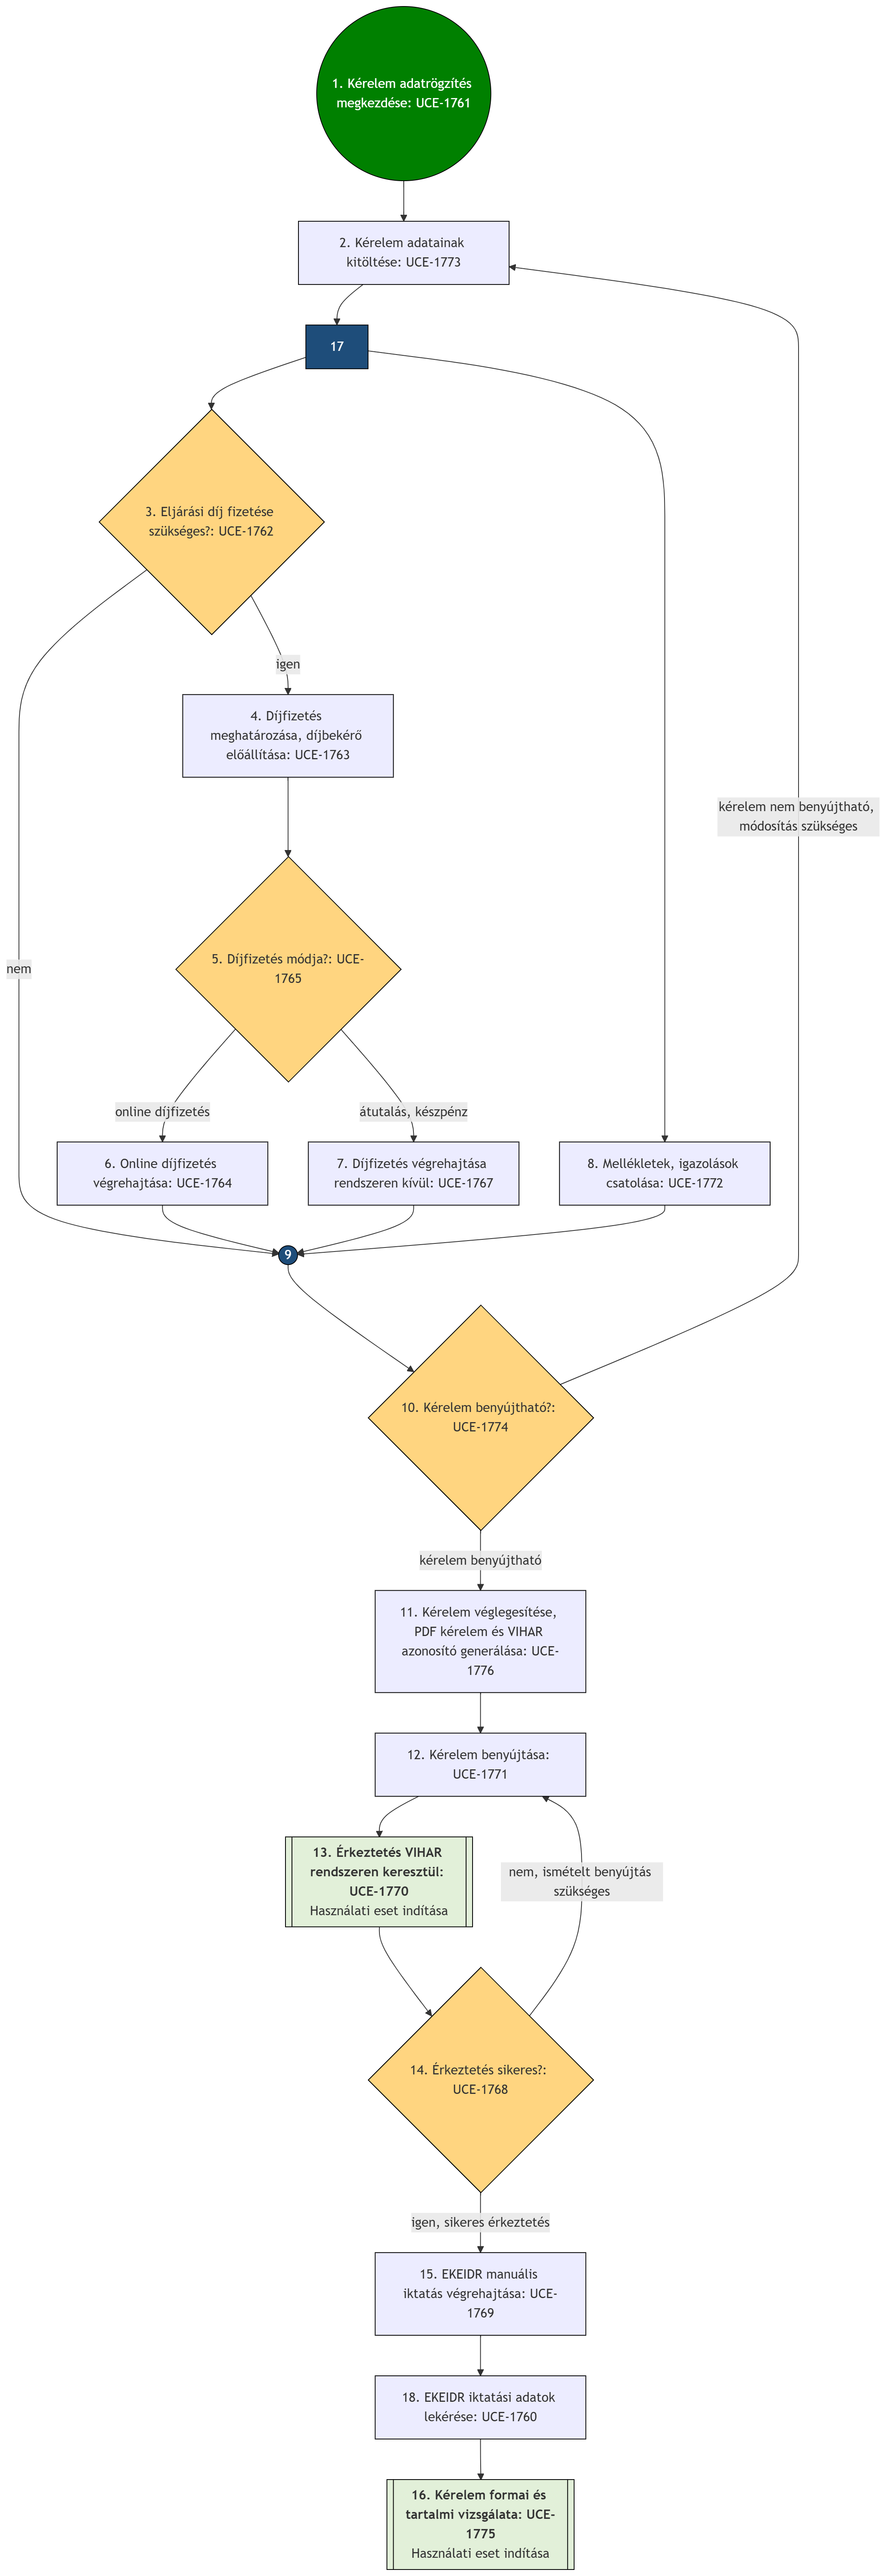 1. Kérelem adatrögzítés
megkezdése: UCE-1761
2. Kérelem adatainak
kitöltése: UCE-1773
17
3. Eljárási díj fizetése
szükséges?: UCE-1762
igen
4. Díjfizetés
meghatározása, díjbekérő
előállítása: UCE-1763
kérelem nem benyújtható,
módosítás szükséges
nem
5. Díjfizetés módja?: UCE-
1765
online díjfizetés
átutalás, készpénz
6. Online díjfizetés
végrehajtása: UCE-1764
7. Díjfizetés végrehajtása
rendszeren kívül: UCE-1767
8. Mellékletek, igazolások
csatolása: UCE-1772
9
10. Kérelem benyújtható?:
UCE-1774
kérelem benyújtható
11. Kérelem véglegesítése,
PDF kérelem és VIHAR
azonosító generálása: UCE-
1776
12. Kérelem benyújtása:
UCE-1771
13. Érkeztetés VIHAR
rendszeren keresztül:
UCE-1770
Használati eset indítása
nem, ismételt benyújtás
szükséges
14. Érkeztetés sikeres?:
UCE-1768
igen, sikeres érkeztetés
15. EKEIDR manuális
iktatás végrehajtása: UCE-
1769
18. EKEIDR iktatási adatok
lekérése: UCE-1760
16. Kérelem formai és
tartalmi vizsgálata: UCE-
1775
Használati eset indítása